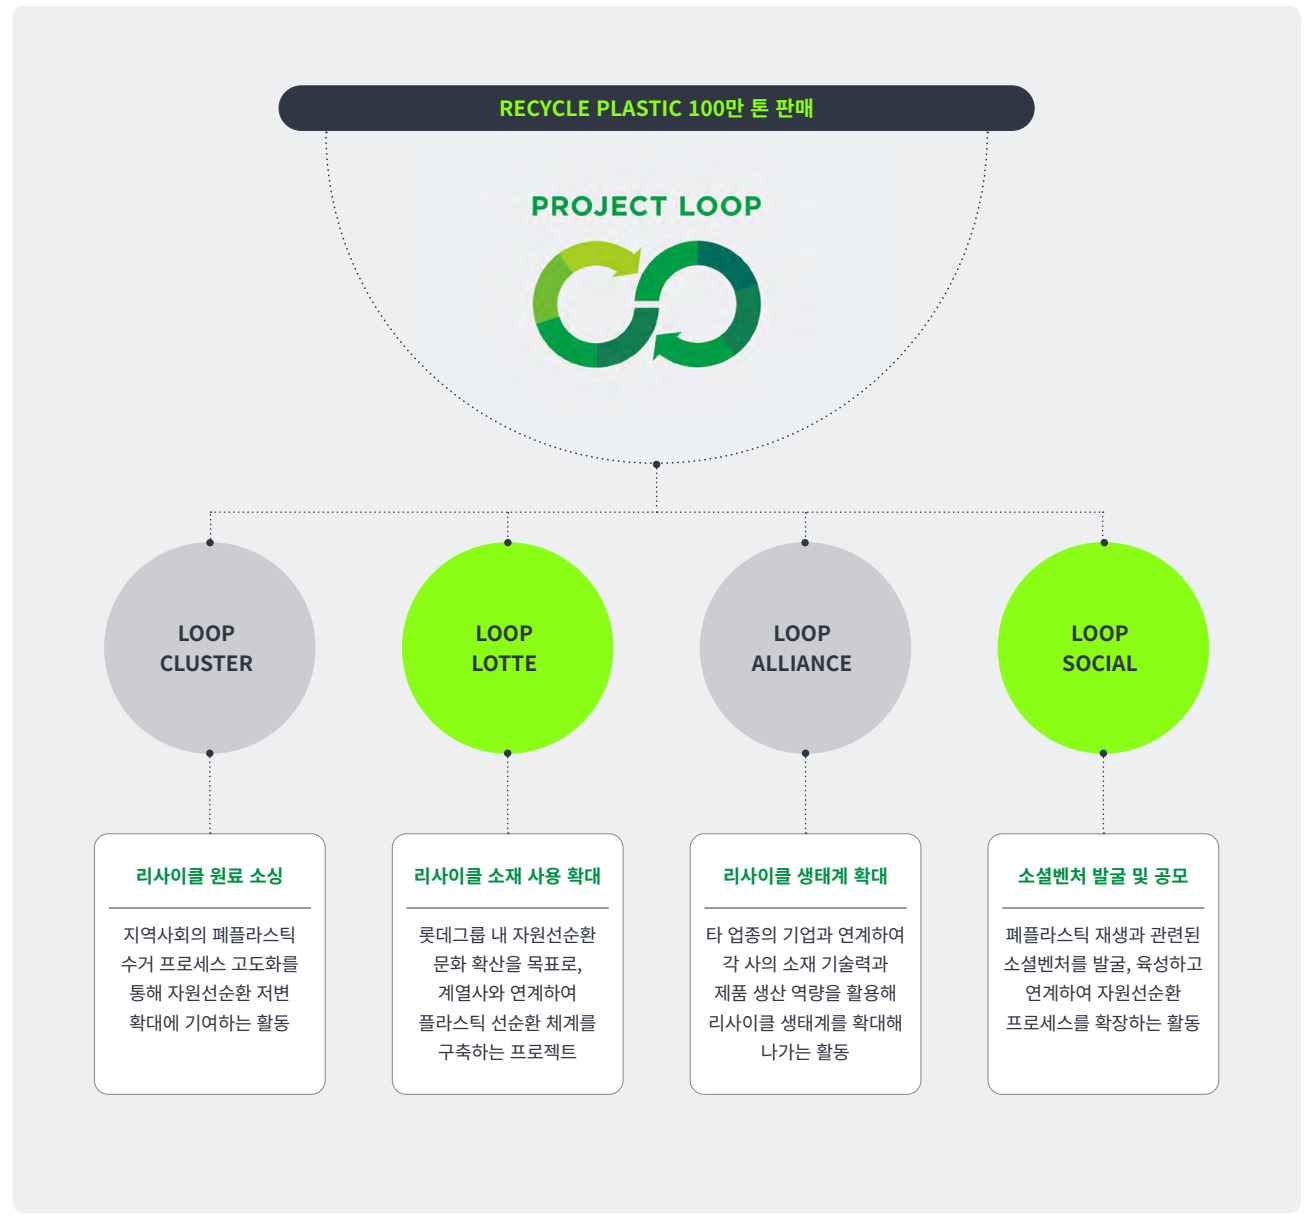 RECYCLE PLASTIC 100만 톤 판매
PROJECT LOOP
LOOP
CLUSTER
리사이클 원료 소싱
지역사회의 폐플라스틱
수거 프로세스 고도화를
통해 자원선순환 저변
확대에 기여하는 활동
LOOP
LOTTE
리사이클 소재 사용 확대
롯데그룹 내 자원선순환
문화 확산을 목표로,
계열사와 연계하여
플라스틱 선순환 체계를
구축하는 프로젝트
LOOP
ALLIANCE
리사이클 생태계 확대
타 업종의 기업과 연계하여
각 사의 소재 기술력과
제품 생산 역량을 활용해
리사이클 생태계를 확대해
나가는 활동
LOOP
SOCIAL
소셜벤처 발굴 및 공모
폐플라스틱 재생과 관련된
소셜벤처를 발굴, 육성하고
연계하여 자원선순환
프로세스를 확장하는 활동